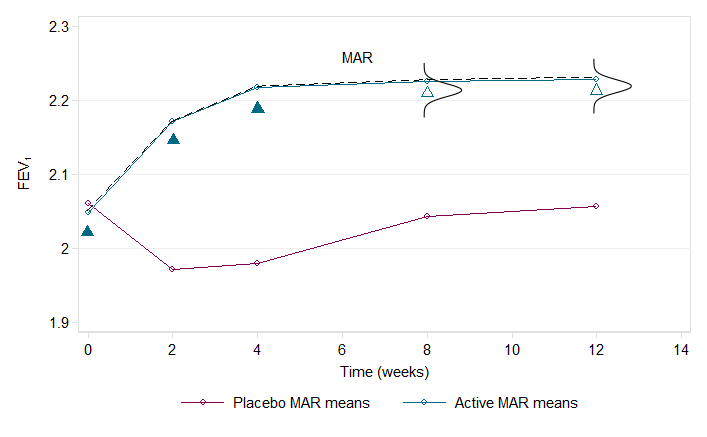 2.3
MAR
2.2
2.1
FEV₁
2
1.9
0 2 4 6 8 10 12 14
Time (weeks)
Placebo MAR means Active MAR means